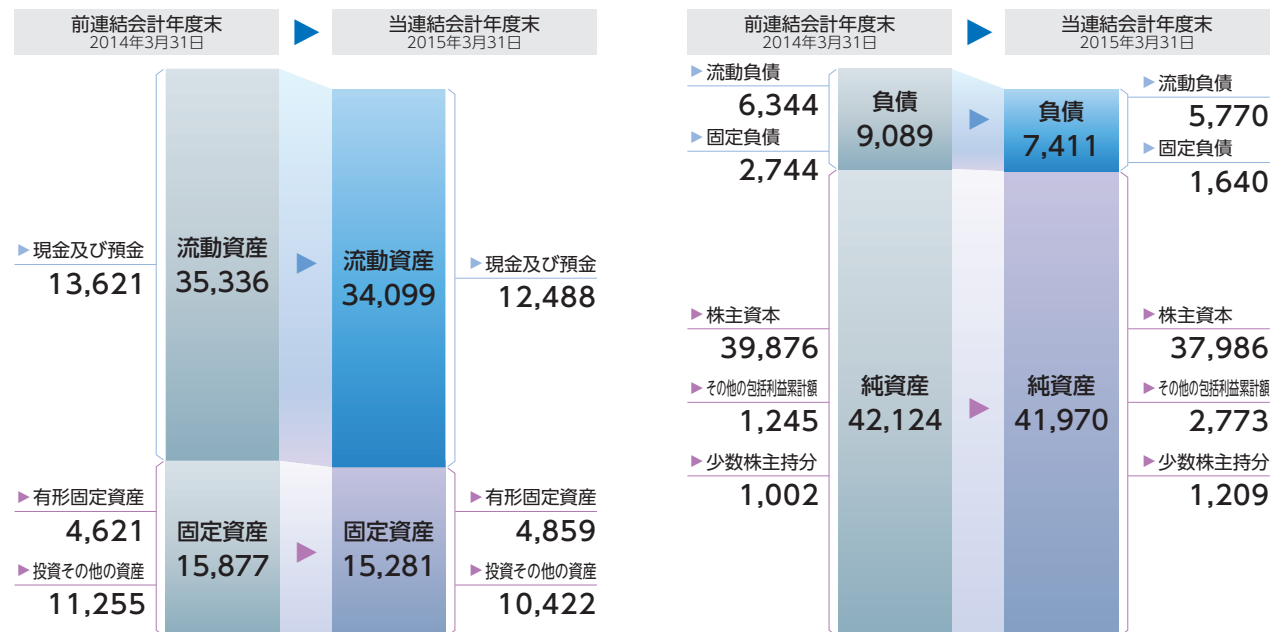 前連結会計年度末
2014年3月31日
当連結会計年度末
2015年3月31日
現金及び預金
13,621
流動資産
35,336
流動資産
34,099
現金及び預金
12,488
有形固定資産
4,621
投資その他の資産
11,255
固定資産
15,877
固定資産
15,281
有形固定資産
4,859
投資その他の資産
10,422
前連結会計年度末
2014年3月31日
当連結会計年度末
2015年3月31日
流動負債
6,344
固定負債
2,744
負債
9,089
負債
7,411
流動負債
5,770
固定負債
1,640
株主資本
39,876
その他の包括利益累計額
1,245
少数株主持分
1,002
純資産
42,124
純資産
41,970
株主資本
37,986
その他の包括利益累計額
2,773
少数株主持分
1,209